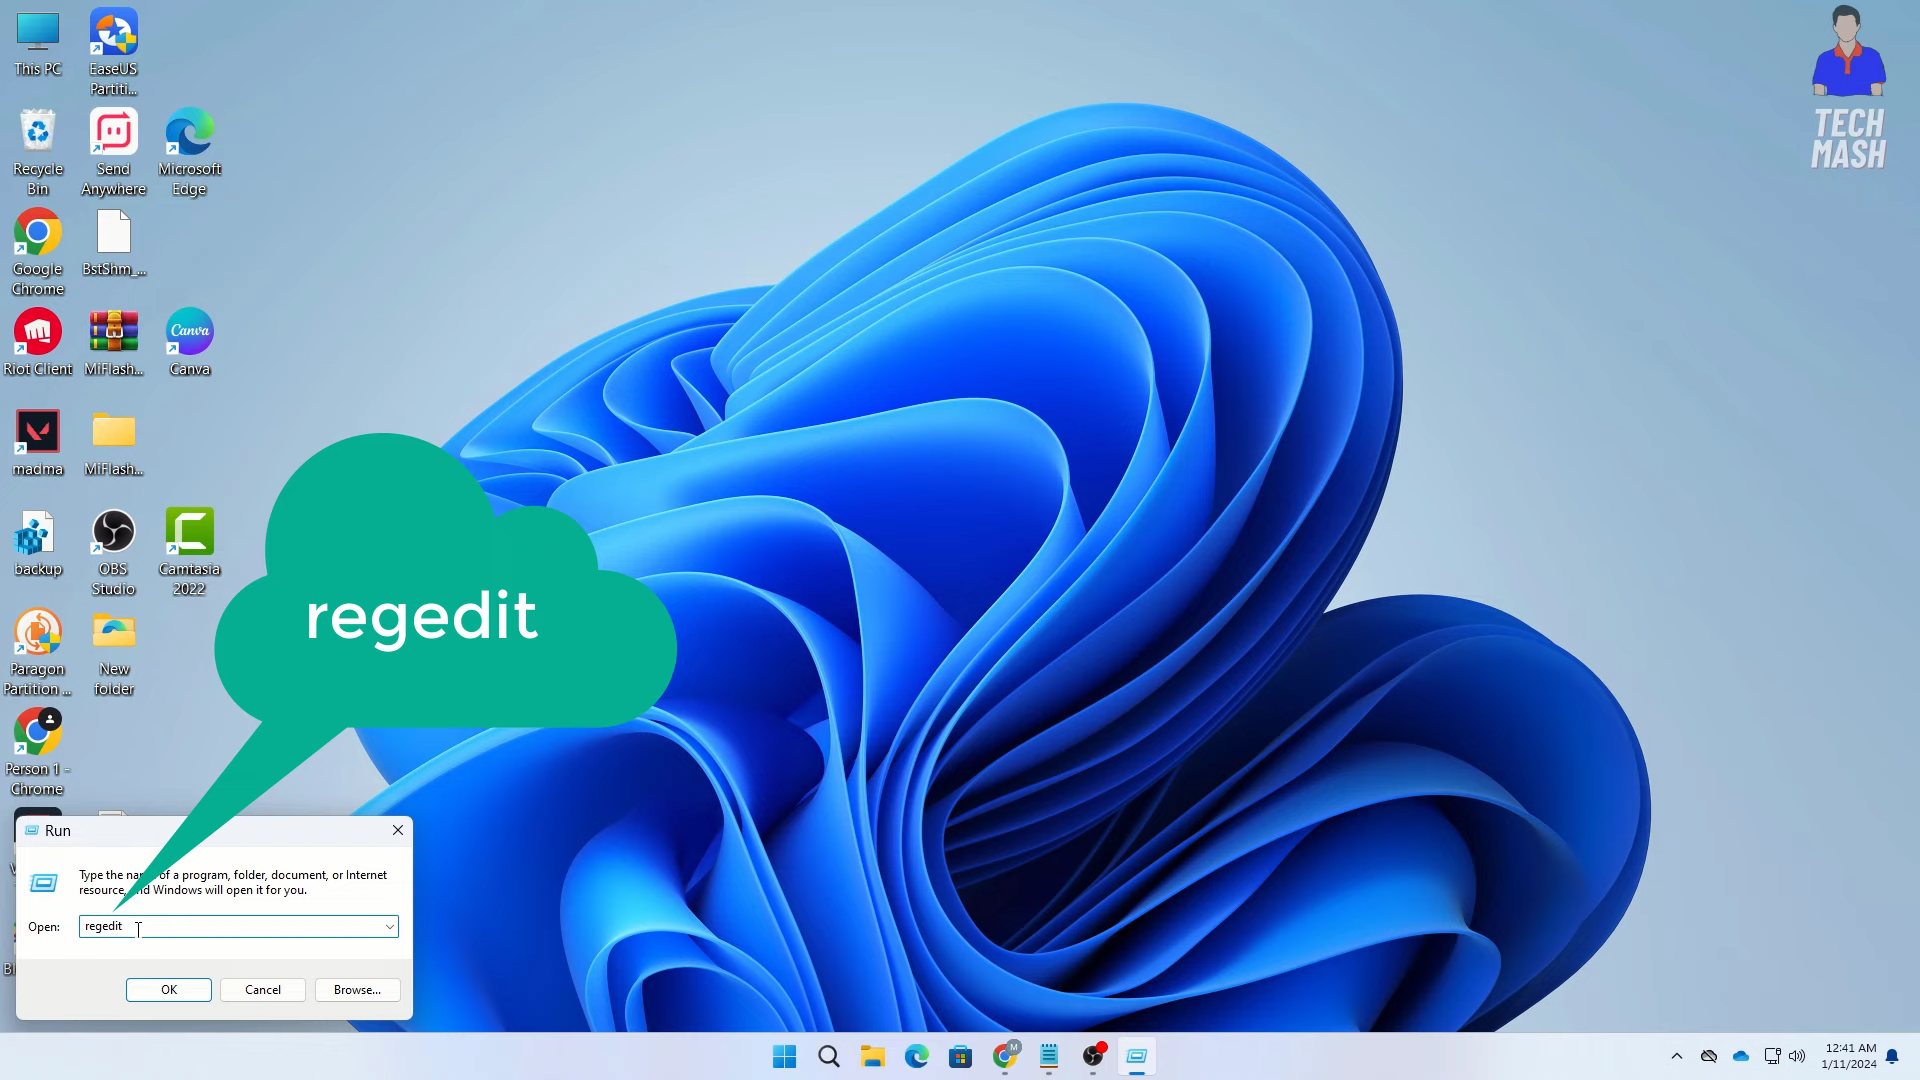 This PC
EaseUS
Partiti...
Recycle
Bin
Send
Anywhere
Microsoft
Edge
Google
Chrome
BstShm_...
Riot Client
MiFlash...
Canva
Canva
madma
MiFlash...
backup
OBS
Studio
Camtasia
2022
Paragon
Partition ...
New
folder
Person 1 -
Chrome
TECH
MASH
regedit
Run
Type the name of a program, folder, document, or Internet
resource, and Windows will open it for you.
Open:
regedit
OK
Cancel
Browse...
M
12:41 AM
1/11/2024